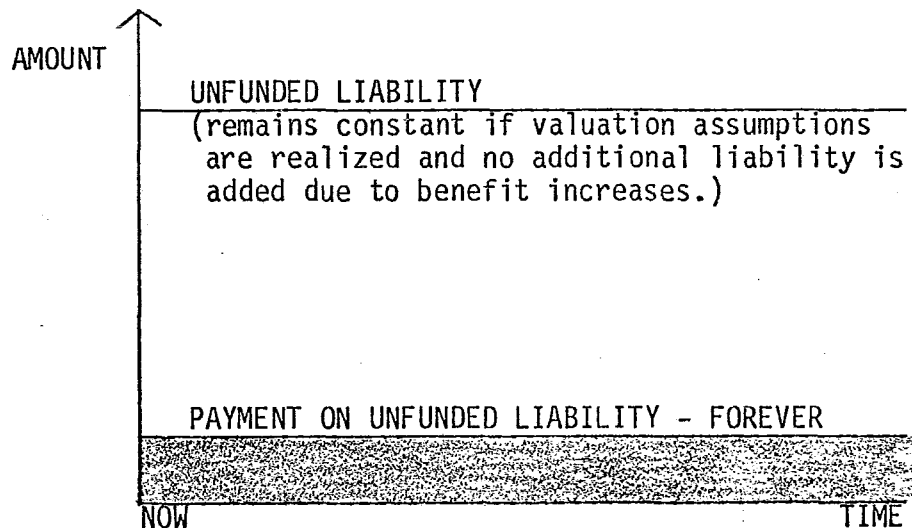 AMOUNT
UNFUNDED LIABILITY
(remains constant if valuation assumptions
are realized and no additional liability is
added due to benefit increases.)
PAYMENT ON UNFUNDED LIABILITY - FOREVER
NOW
TIME